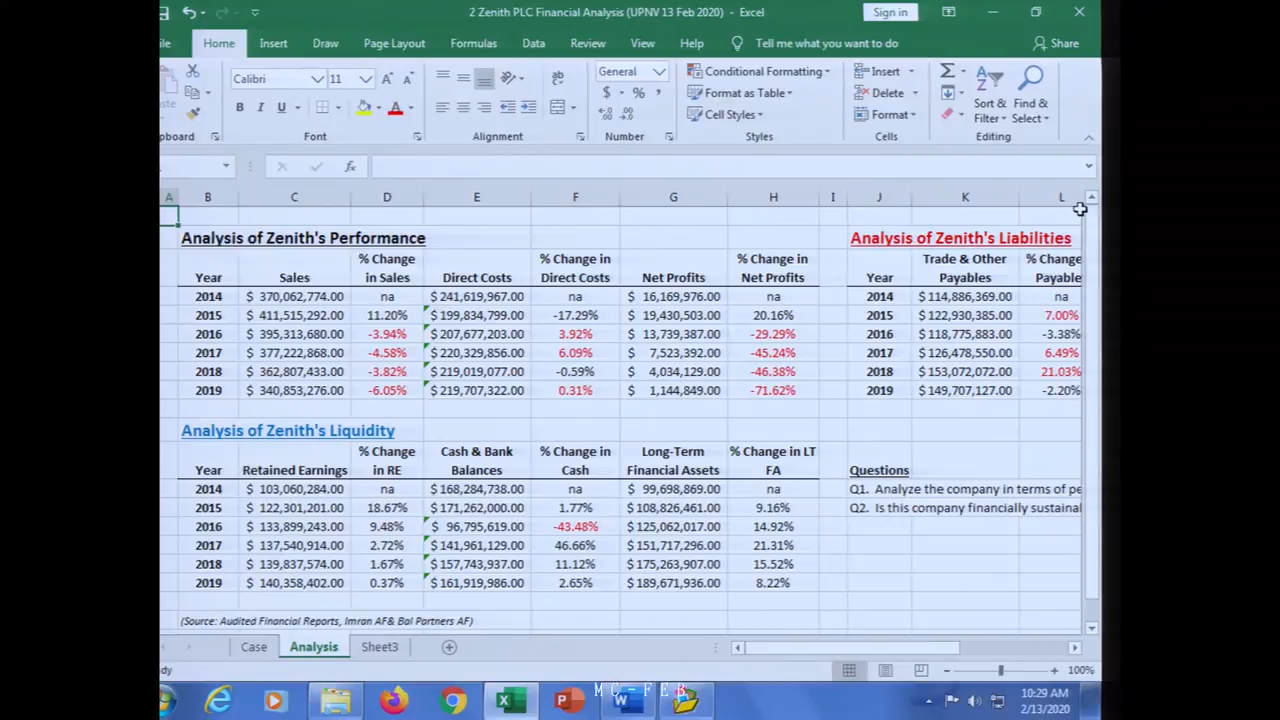 2 Zenith PLC Financial Analysis (UPNV 13 Feb 2020) - Excel Sign in
ile Home Insert Draw Page Layout Formulas Data Review View Help Tell me what you want to do Share
Calibri 11 General Conditional Formatting Insert
Format as Table Delete
Cell Styles Format
Sort & Filter Find & Select
pboard Font Alignment Number Styles Cells Editing
A B C D E F G H I J K L
Analysis of Zenith's Performance Analysis of Zenith's Liabilities
% Change % Change in % Change in Trade & Other % Change
Year Sales in Sales Direct Costs Direct Costs Net Profits Net Profits Year Payables Payable
2014 $ 370,062,774.00 na $ 241,619,967.00 na $ 16,169,976.00 na 2014 $ 114,886,369.00 na
2015 $ 411,515,292.00 11.20% $ 199,834,799.00 -17.29% $ 19,430,503.00 20.16% 2015 $ 122,930,385.00 7.00%
2016 $ 395,313,680.00 -3.94% $ 207,677,203.00 3.92% $ 13,739,387.00 -29.29% 2016 $ 118,775,883.00 -3.38%
2017 $ 377,222,868.00 -4.58% $ 220,329,856.00 6.09% $ 7,523,392.00 -45.24% 2017 $ 126,478,550.00 6.49%
2018 $ 362,807,433.00 -3.82% $ 219,019,077.00 -0.59% $ 4,034,129.00 -46.38% 2018 $ 153,072,072.00 21.03%
2019 $ 340,853,276.00 -6.05% $ 219,707,322.00 0.31% $ 1,144,849.00 -71.62% 2019 $ 149,707,127.00 -2.20%
Analysis of Zenith's Liquidity
% Change Cash & Bank % Change in Long-Term % Change in LT
Year Retained Earnings in RE Balances Cash Financial Assets FA Questions
2014 $ 103,060,284.00 na $ 168,284,738.00 na $ 99,698,869.00 na Q1. Analyze the company in terms of pe
2015 $ 122,301,201.00 18.67% $ 171,262,000.00 1.77% $ 108,826,461.00 9.16% Q2. Is this company financially sustainal
2016 $ 133,899,243.00 9.48% $ 96,795,619.00 -43.48% $ 125,062,017.00 14.92%
2017 $ 137,540,914.00 2.72% $ 141,961,129.00 46.66% $ 151,717,296.00 21.31%
2018 $ 139,837,574.00 1.67% $ 157,743,937.00 11.12% $ 175,263,907.00 15.52%
2019 $ 140,358,402.00 0.37% $ 161,919,986.00 2.65% $ 189,671,936.00 8.22%
(Source: Audited Financial Reports, Imran AF& Bal Partners AF)
Case Analysis Sheet3
dy 100%
MC-FEB
10:29 AM
2/13/2020